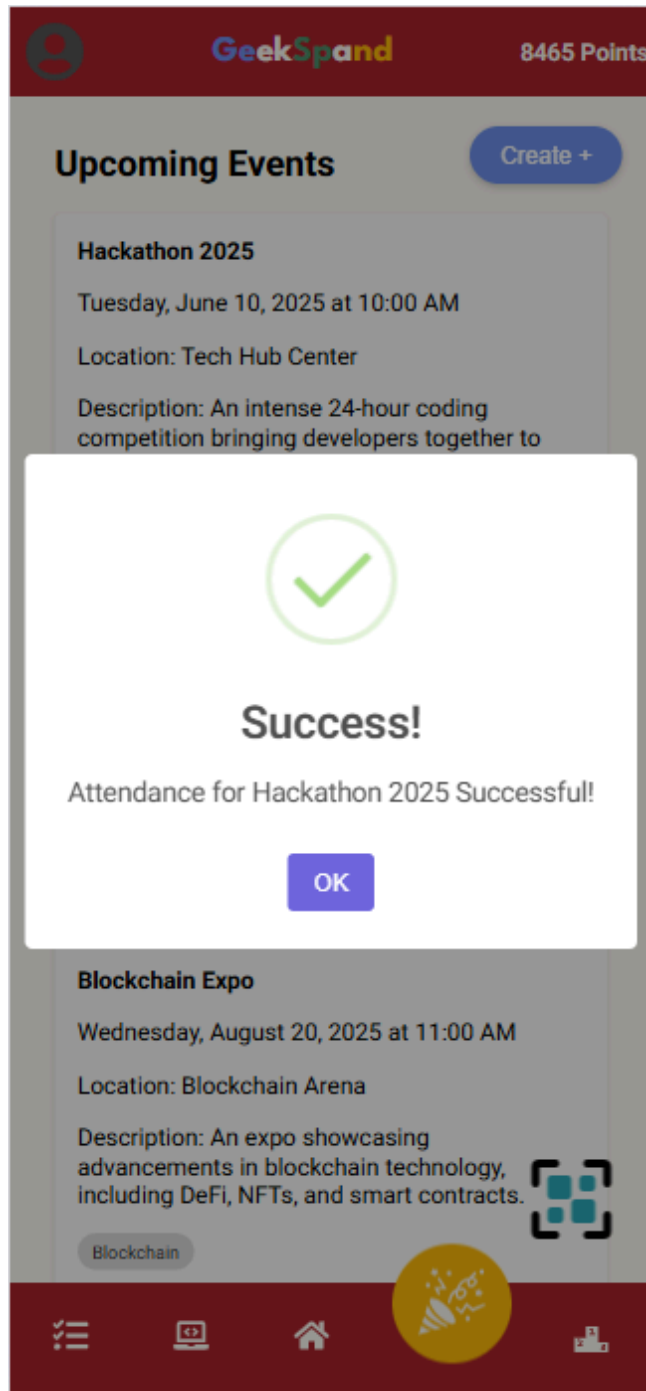 GeekSpand
8465 Points
Upcoming Events
Create +
Hackathon 2025
Tuesday, June 10, 2025 at 10:00 AM
Location: Tech Hub Center
Description: An intense 24-hour coding
competition bringing developers together to
Success!
Attendance for Hackathon 2025 Successful!
OK
Blockchain Expo
Wednesday, August 20, 2025 at 11:00 AM
Location: Blockchain Arena
Description: An expo showcasing
advancements in blockchain technology,
including DeFi, NFTs, and smart contracts.
Blockchain